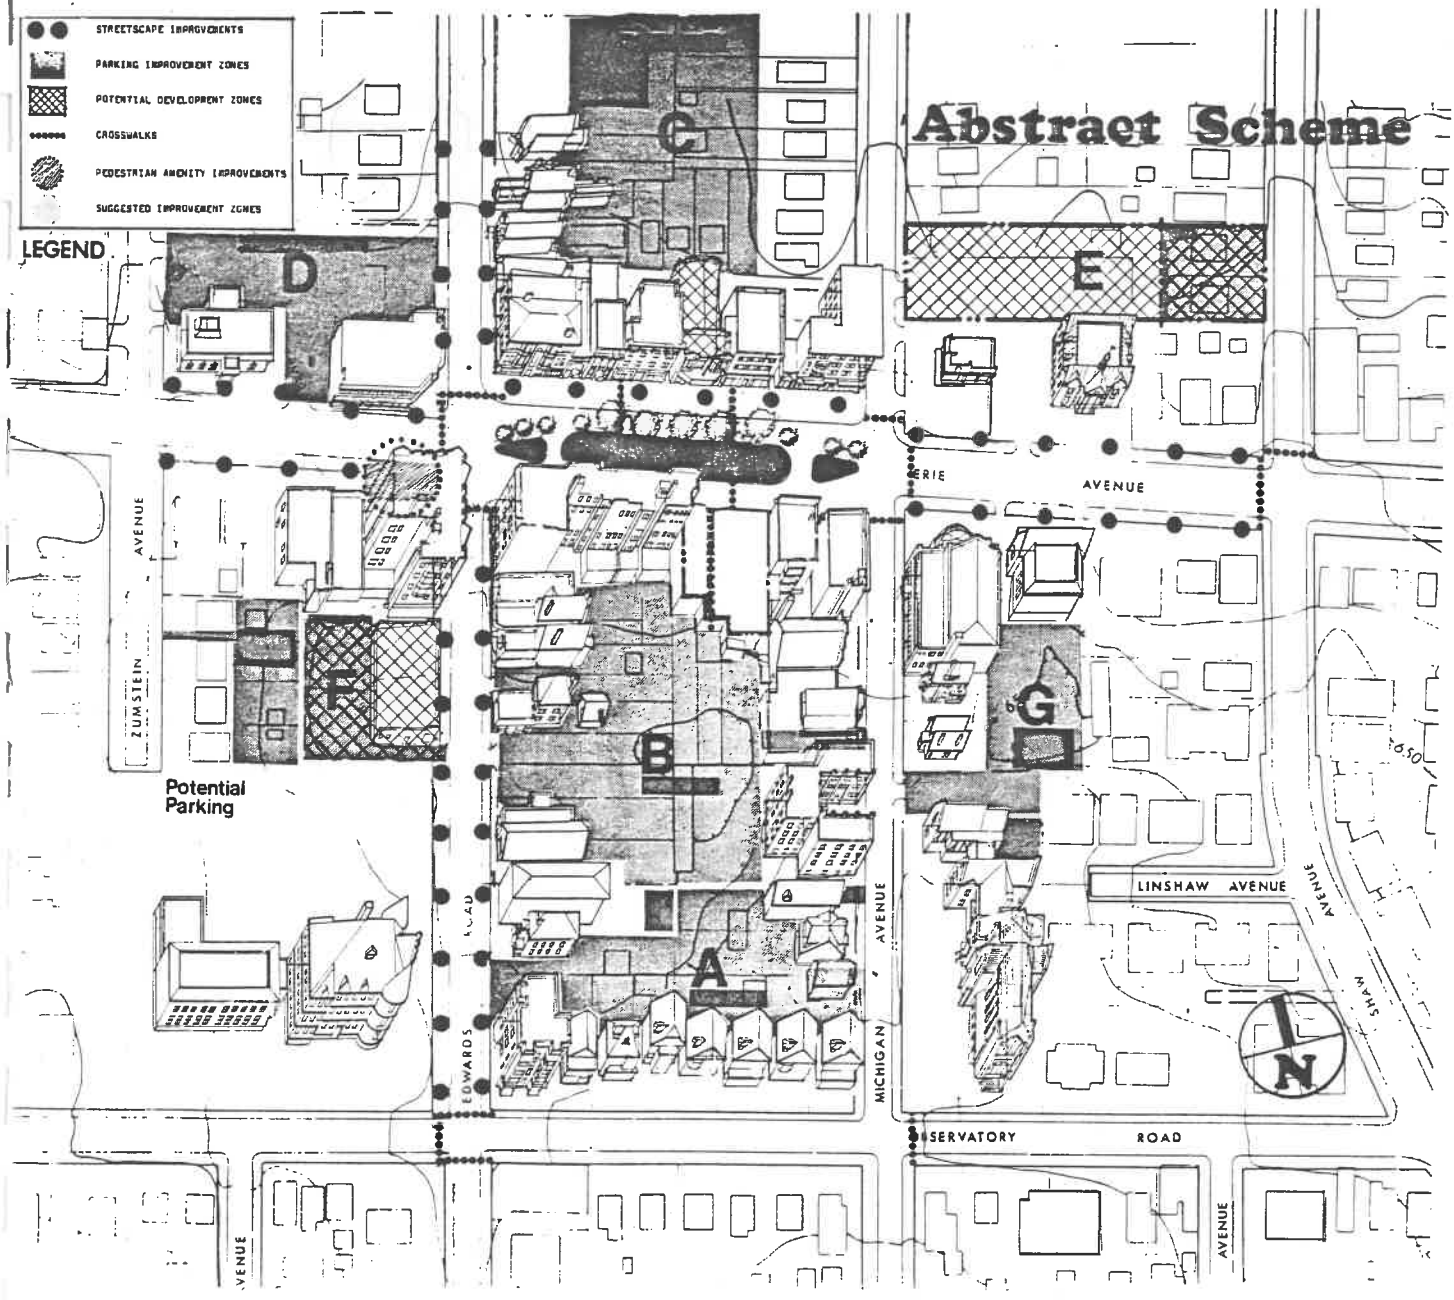 STREETSCAPE IMPROVEMENTS
PARKING IMPROVEMENT ZONES
POTENTIAL DEVELOPMENT ZONES
CROSSWALKS
PEDESTRIAN AMENITY IMPROVEMENTS
SUGGESTED IMPROVEMENT ZONES
LEGEND
Abstract Scheme
C
D
E
ERIE
AVENUE
AVENUE
ZUMSTEIN
F
G
B
650
Potential
Parking
LINSHAW AVENUE
AVENUE
SHAW
AVENUE
MICHIGAN
ROAD
EDWARDS
A
N
SERVATORY ROAD
AVENUE
AVENUE